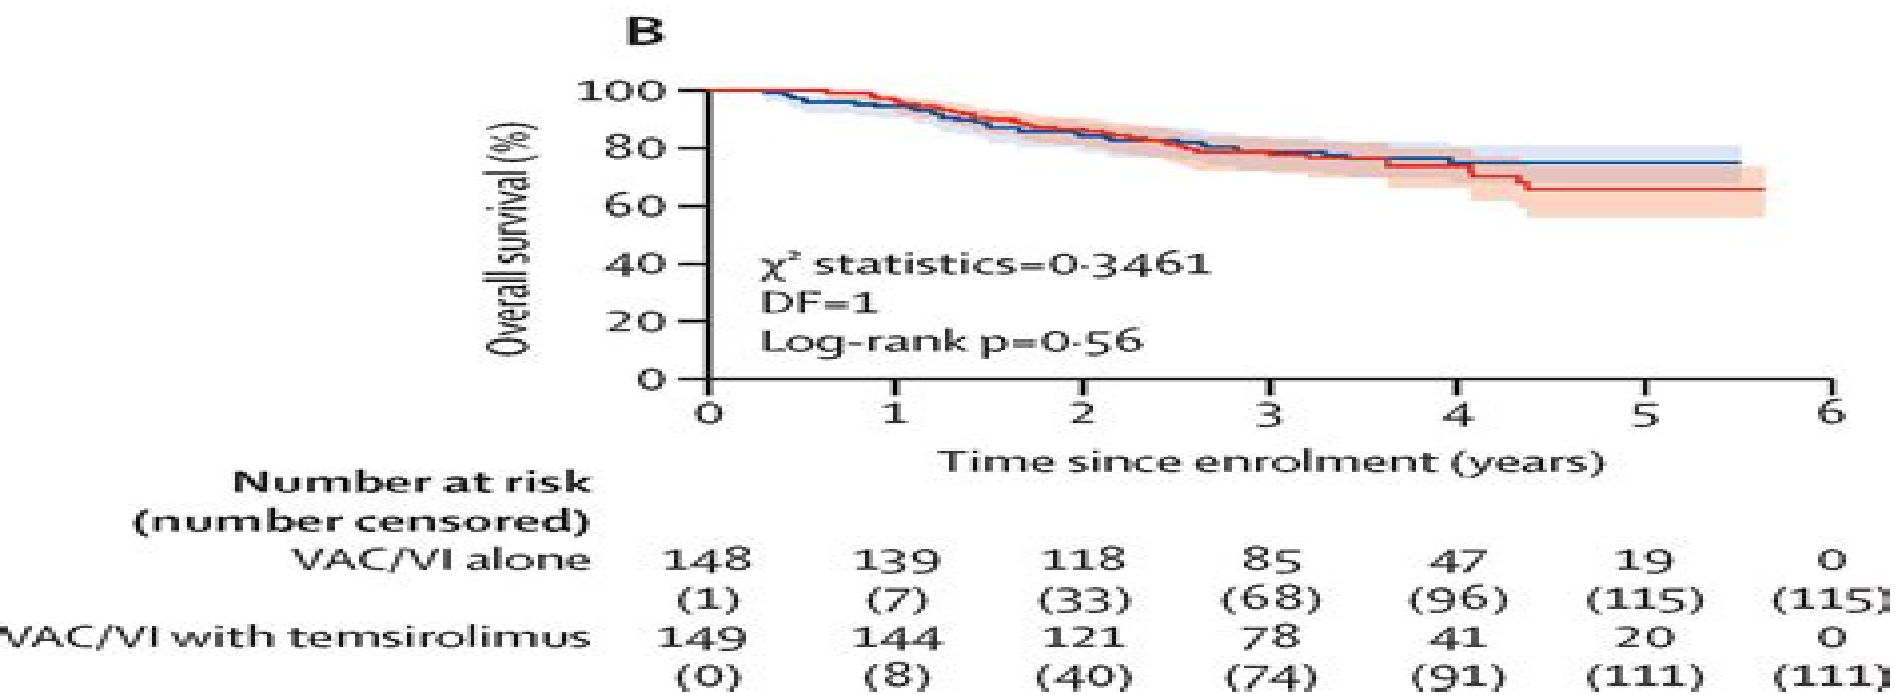 B
Overall survival (%)
100
80
60
40
20
0
χ² statistics=0·3461
DF=1
Log-rank p=0·56
0 1 2 3 4 5 6
Time since enrolment (years)
Number at risk
(number censored)
VAC/VI alone 148 139 118 85 47 19 0
(1) (7) (33) (68) (96) (115) (115)
VAC/VI with temsirolimus 149 144 121 78 41 20 0
(0) (8) (40) (74) (91) (111) (111)